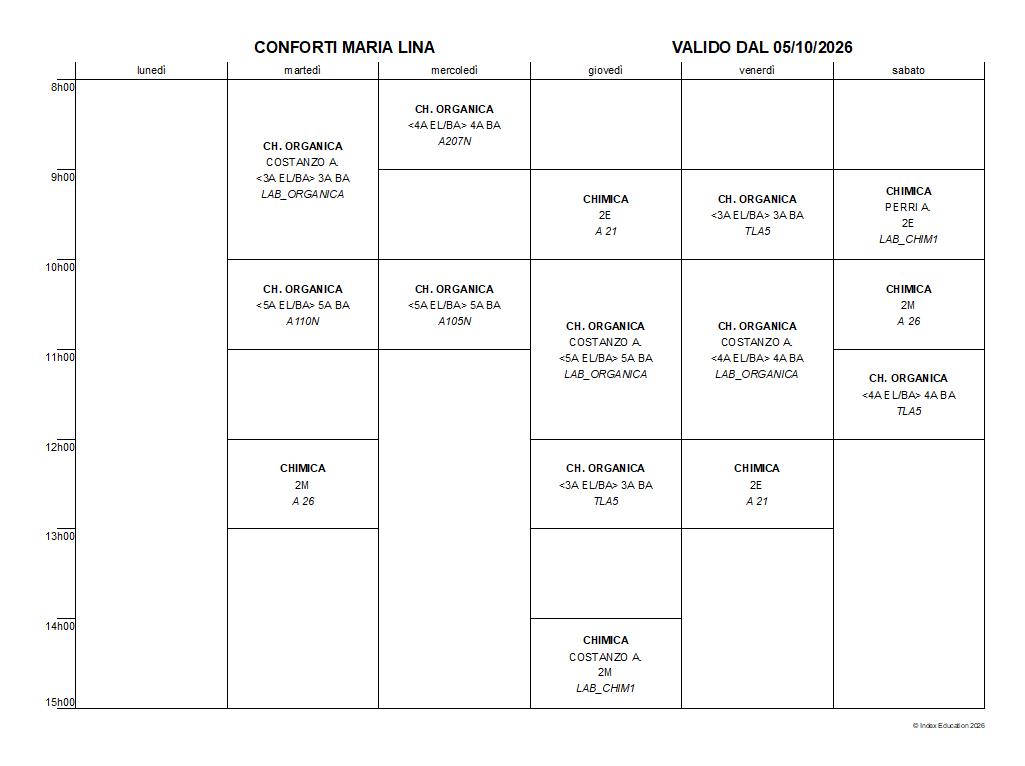 CONFORTI MARIA LINA
VALIDO DAL 05/10/2026
lunedì
martedì
mercoledì
giovedì
venerdì
sabato
8h00
9h00
10h00
11h00
12h00
13h00
14h00
15h00
CH. ORGANICA
COSTANZO A.
<3A EL/BA> 3A BA
LAB_ORGANICA
CH. ORGANICA
<5A EL/BA> 5A BA
A110N
CHIMICA
2M
A 26
CH. ORGANICA
<4A EL/BA> 4A BA
A207N
CH. ORGANICA
<5A EL/BA> 5A BA
A105N
CHIMICA
2E
A 21
CH. ORGANICA
COSTANZO A.
<5A EL/BA> 5A BA
LAB_ORGANICA
CH. ORGANICA
<3A EL/BA> 3A BA
TLA5
CHIMICA
COSTANZO A.
2M
LAB_CHIM1
CH. ORGANICA
<3A EL/BA> 3A BA
TLA5
CH. ORGANICA
COSTANZO A.
<4A EL/BA> 4A BA
LAB_ORGANICA
CHIMICA
2E
A 21
CHIMICA
PERRI A.
2E
LAB_CHIM1
CHIMICA
2M
A 26
CH. ORGANICA
<4A EL/BA> 4A BA
TLA5
© Index Education 2026